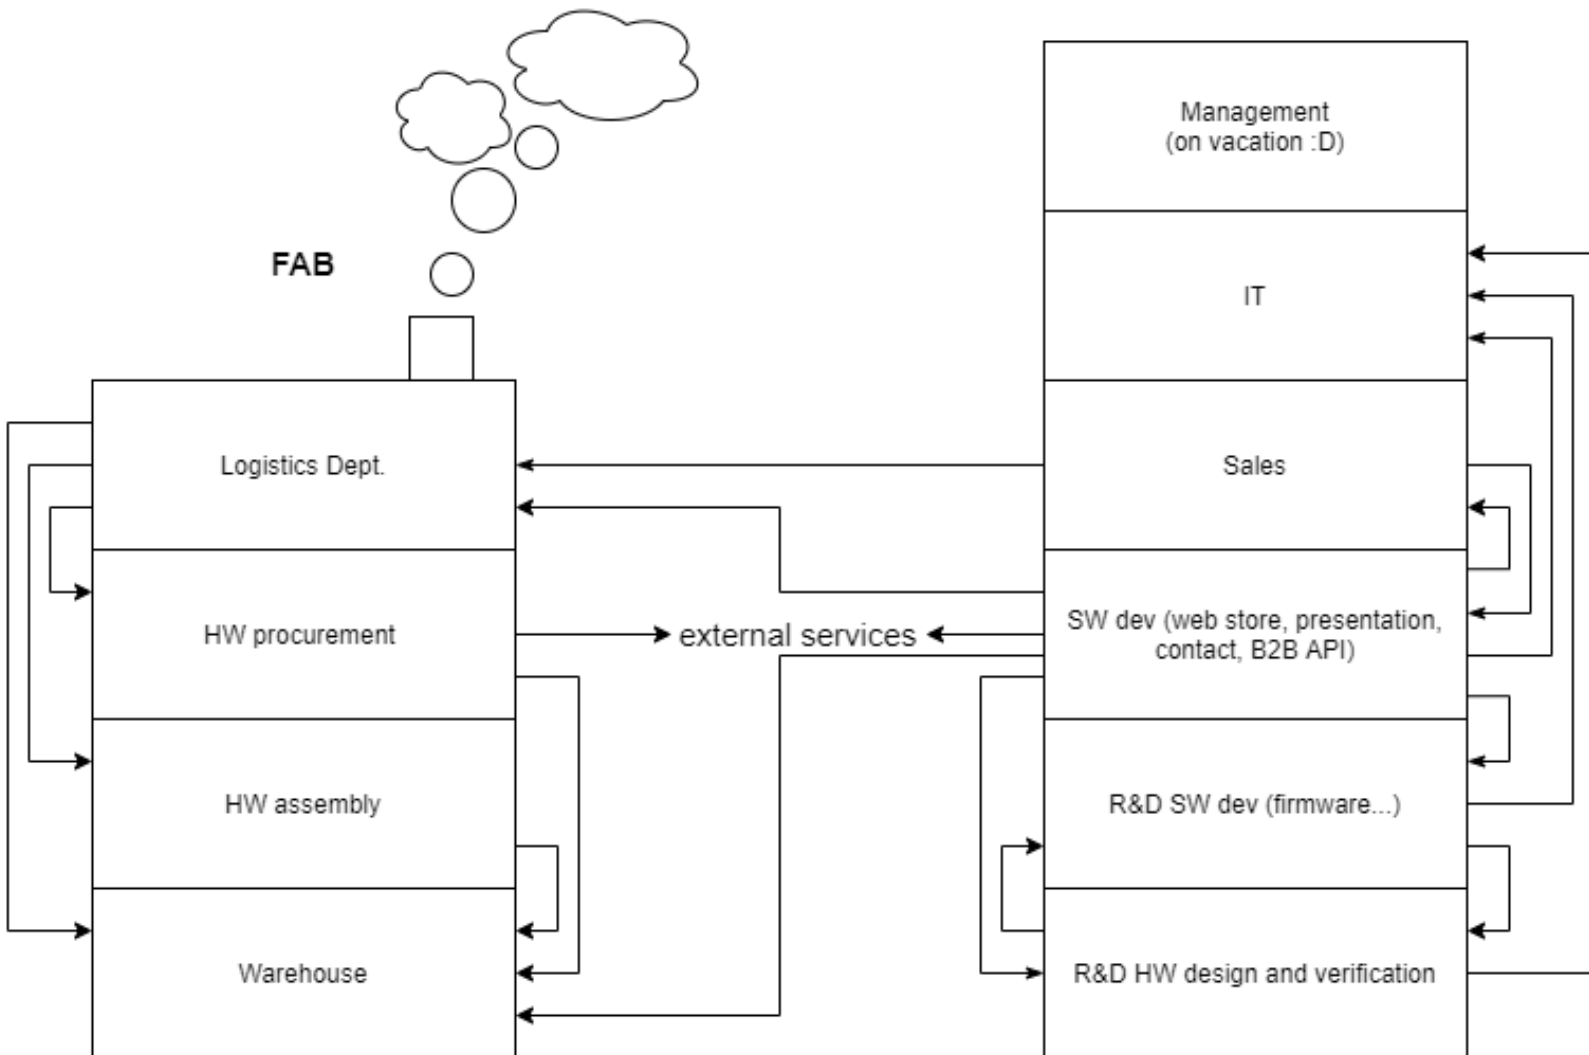 Management
(on vacation :D)
FAB
IT
Logistics Dept.
Sales
HW procurement
external services
SW dev (web store, presentation,
contact, B2B API)
HW assembly
R&D SW dev (firmware...)
Warehouse
R&D HW design and verification